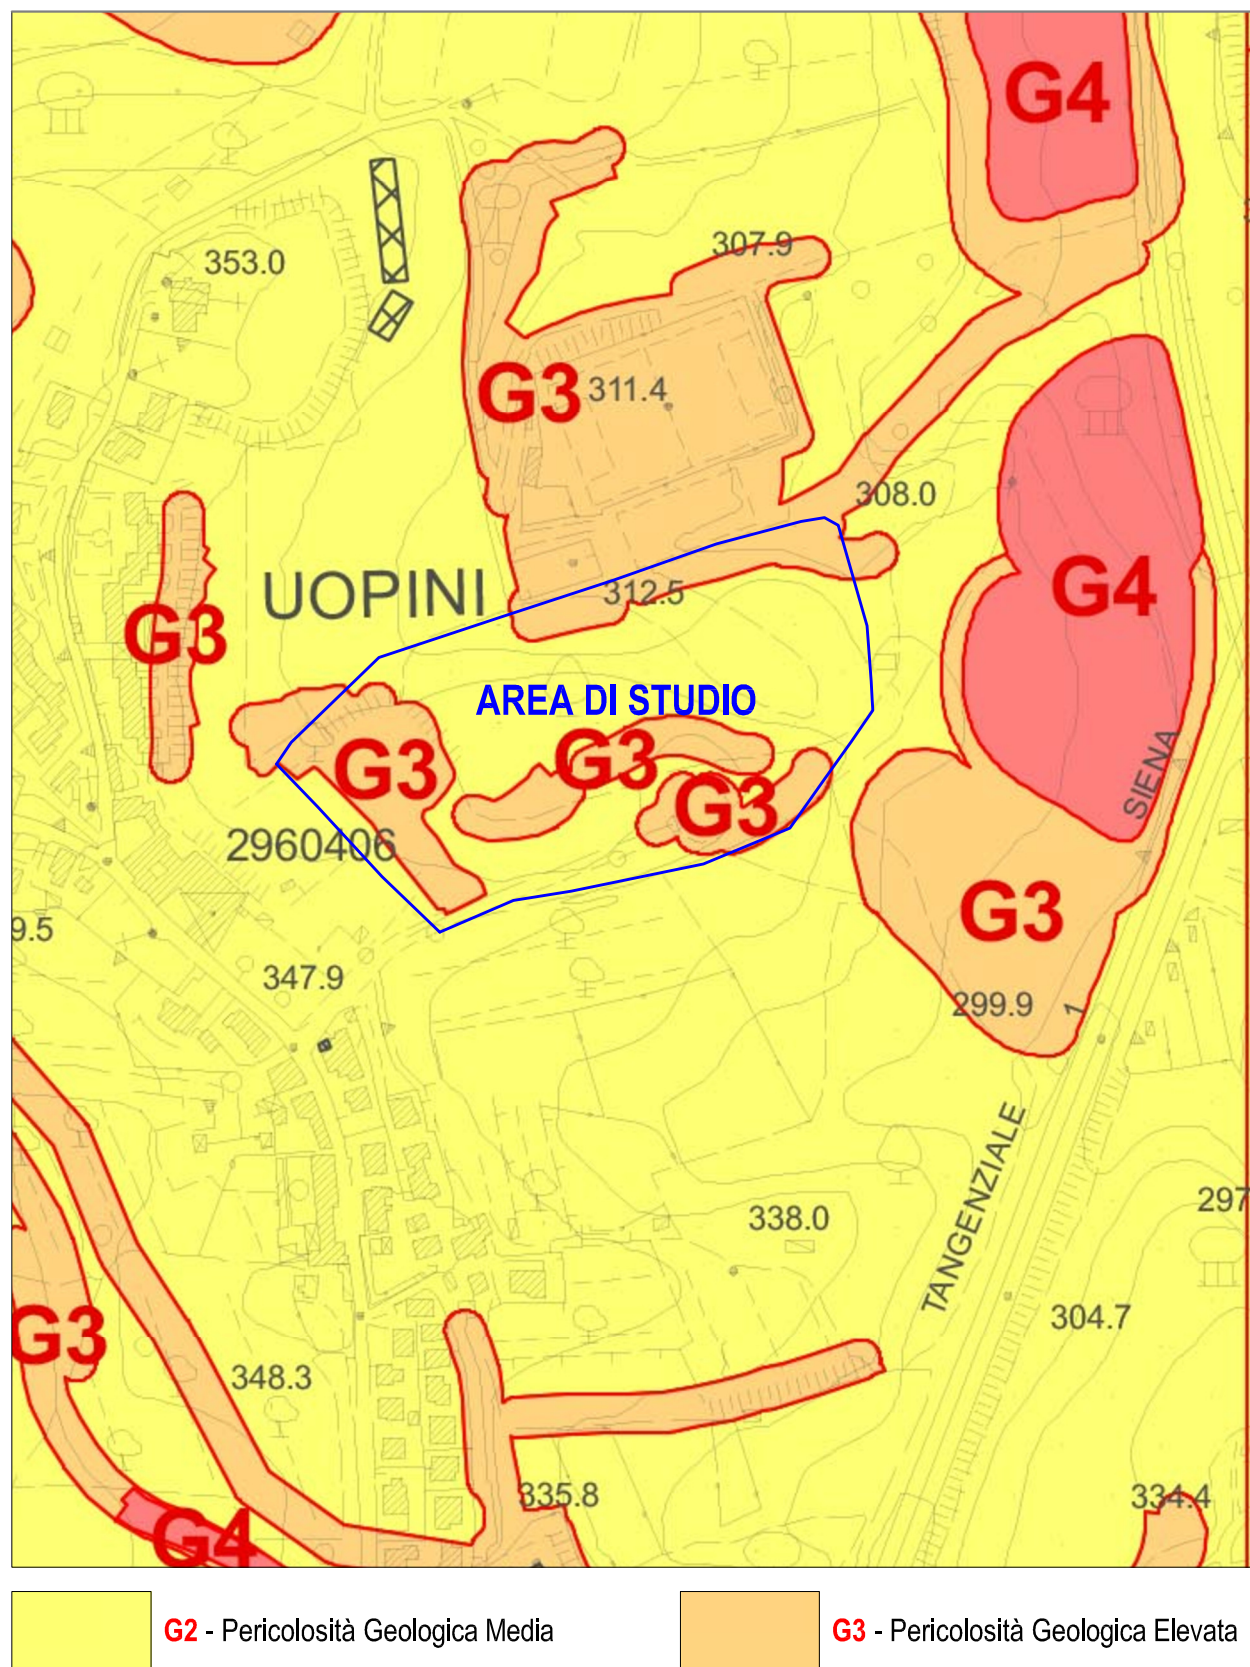 G4
307.9
353.0
G3 311.4
308.0
UOPINI
312.5
G4
G3
AREA DI STUDIO
G3
G3
G3
SIENA
2960406
G3
9.5
347.9
299.9
1
TANGENZIALE
338.0
297
304.7
G3
348.3
335.8
334.4
G4
G2 - Pericolosità Geologica Media
G3 - Pericolosità Geologica Elevata